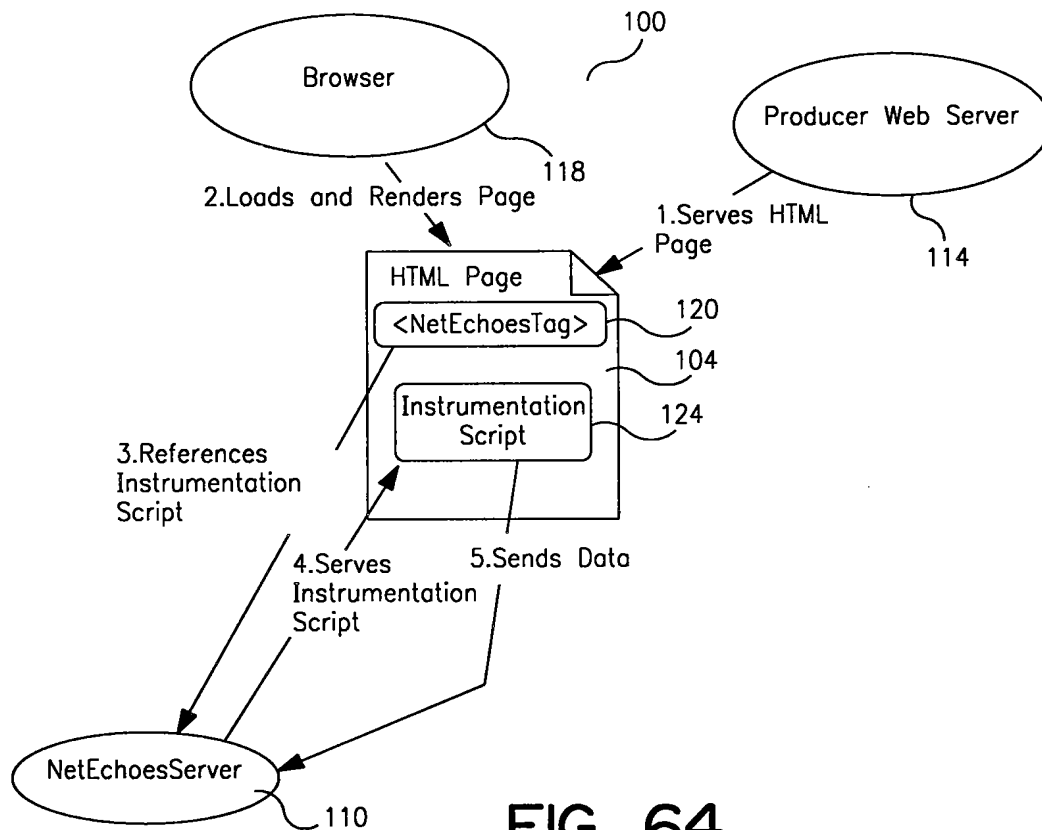 100
Browser
Producer Web Server
118
2.Loads and Renders Page
1.Serves HTML
Page
114
HTML Page
<NetEchoesTag>
120
104
Instrumentation
Script
124
3.References
Instrumentation
Script
4.Serves
Instrumentation
Script
5.Sends Data
NetEchoesServer
110
FIG. 64